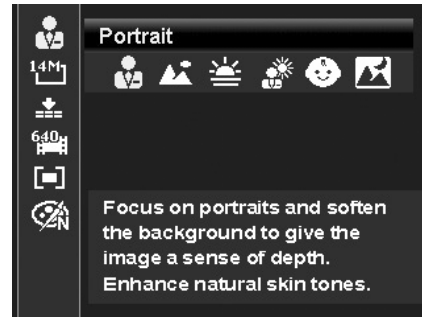 Portrait
14M
640
N
Focus on portraits and soften
the background to give the
image a sense of depth.
Enhance natural skin tones.